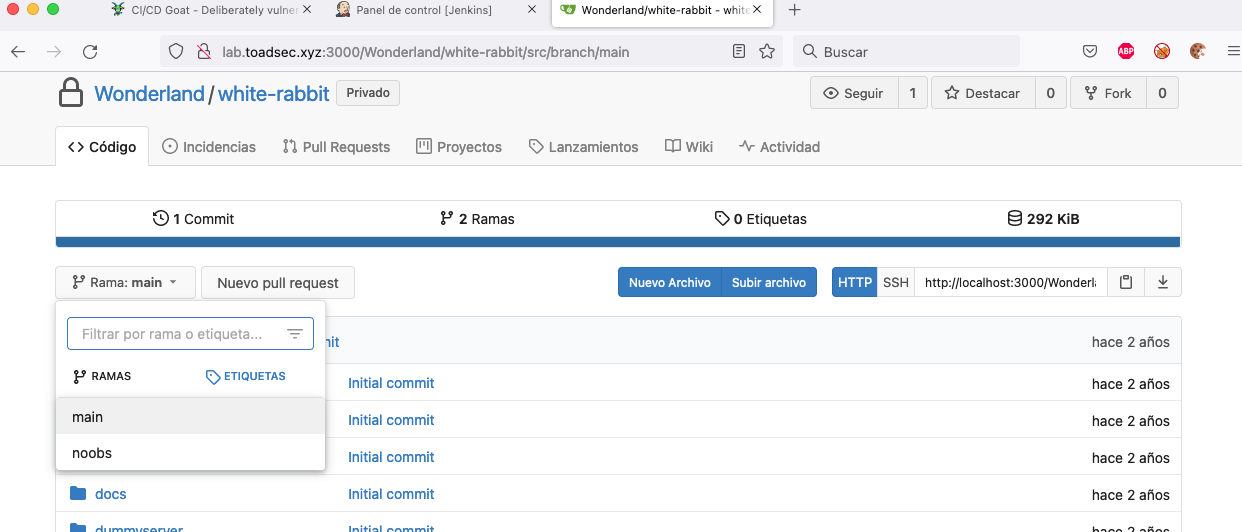 CI/CD Goat - Deliberately vulner
Panel de control [Jenkins]
Wonderland/white-rabbit - white
lab.toadsec.xyz:3000/Wonderland/white-rabbit/src/branch/main
Buscar
ABP
Wonderland/white-rabbit Privado
Seguir 1
Destacar 0
Fork 0
Código
Incidencias
Pull Requests
Proyectos
Lanzamientos
Wiki
Actividad
1 Commit
2 Ramas
0 Etiquetas
292 KiB
Rama: main
Nuevo pull request
Nuevo Archivo
Subir archivo
HTTP
SSH
http://localhost:3000/Wonderl
Filtrar por rama o etiqueta...
RAMAS
ETIQUETAS
main
noobs
hace 2 años
Initial commit hace 2 años
Initial commit hace 2 años
Initial commit hace 2 años
docs Initial commit hace 2 años
dummyserver Initial commit hace 2 años